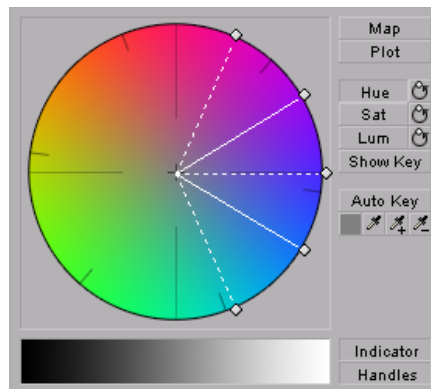 Map
Plot
Hue
Sat
Lum
Show Key
Auto Key
Indicator
Handles